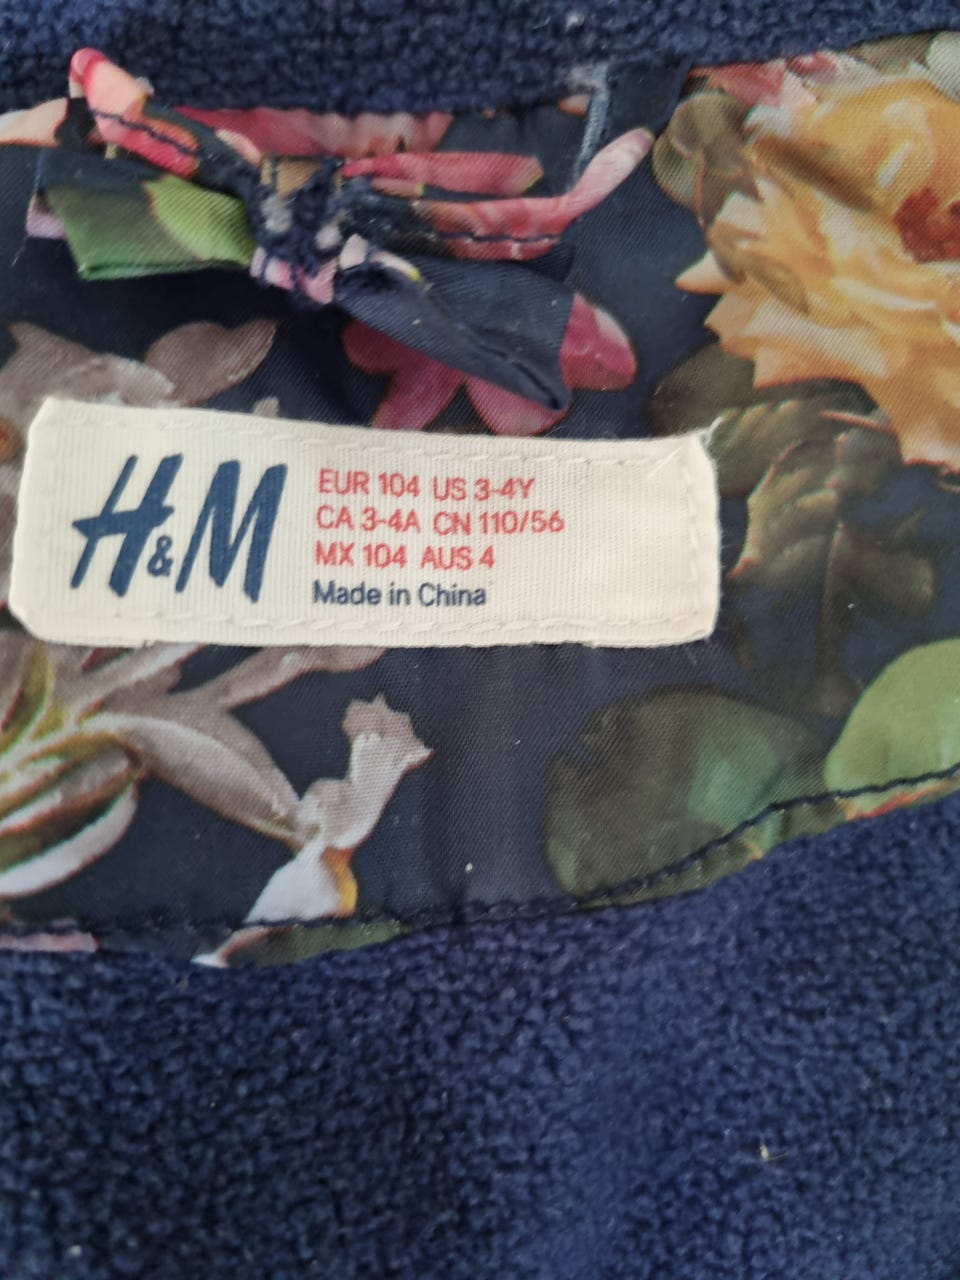 H&M
EUR 104 US 3-4Y
CA 3-4A CN 110/56
MX 104 AUS 4
Made in China